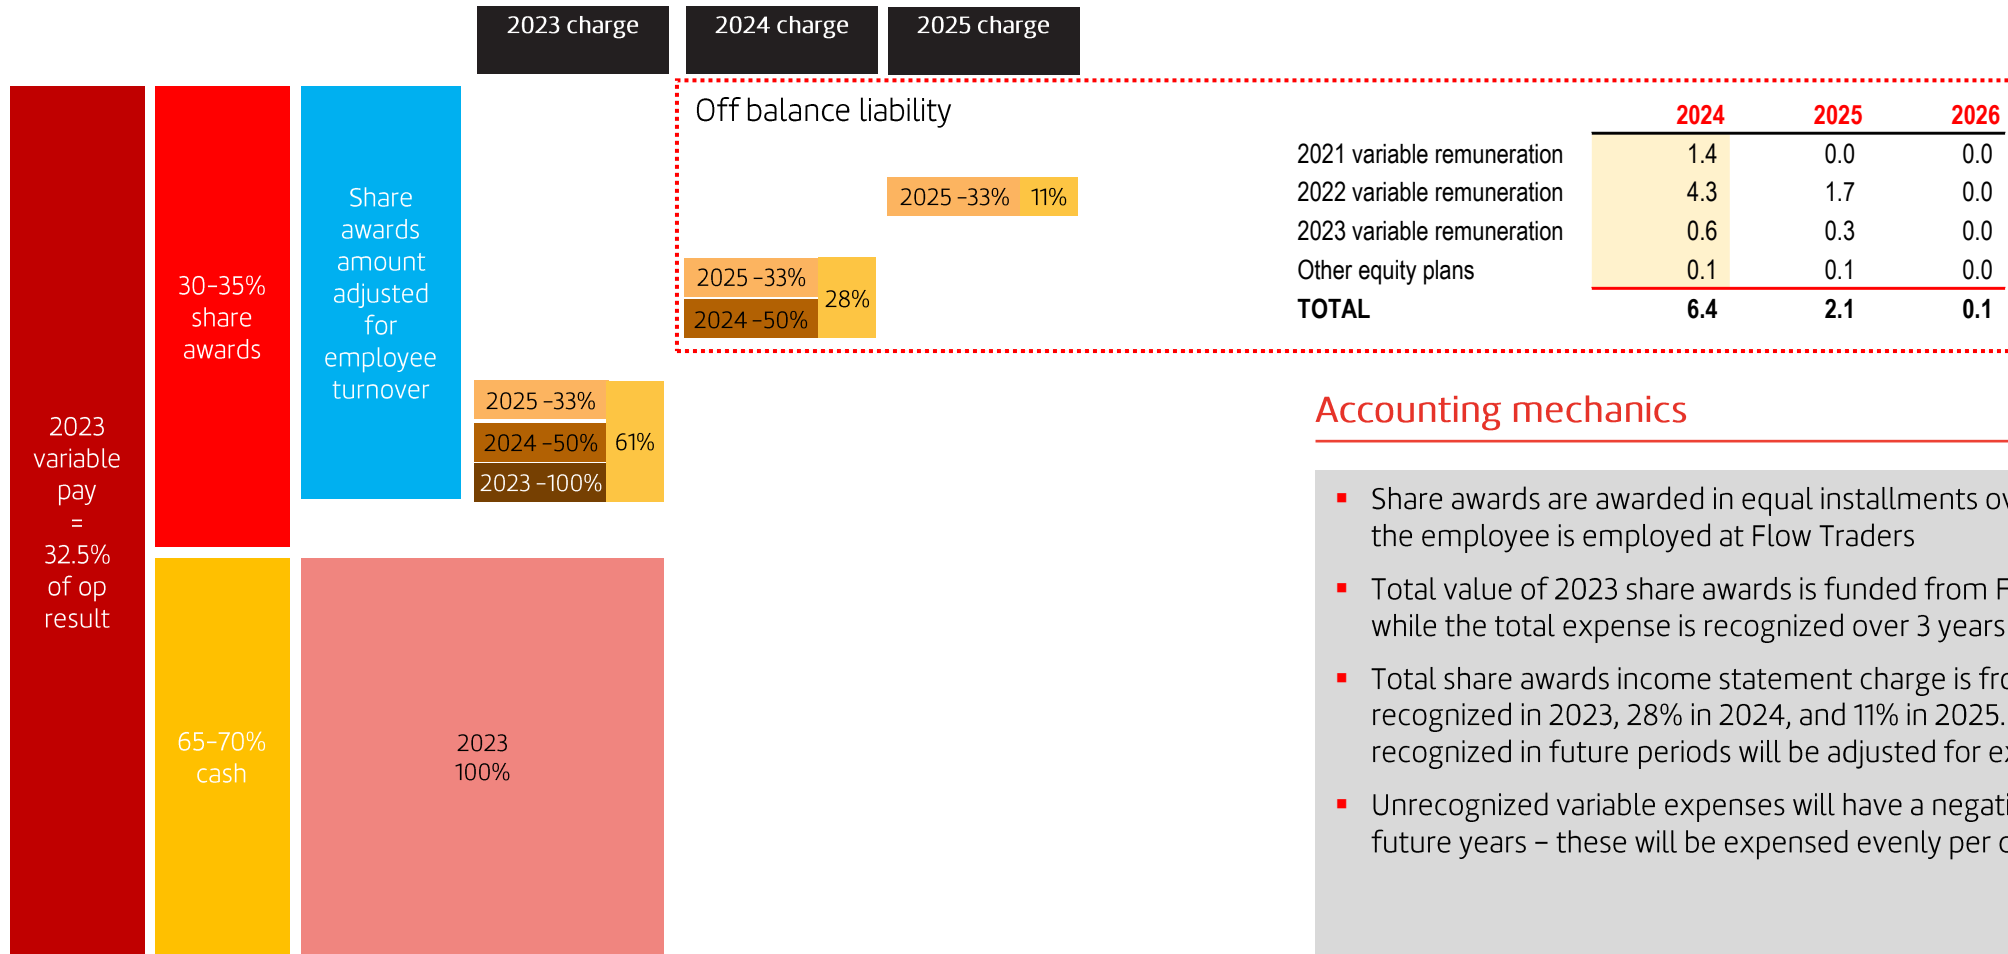 2023 charge
2024 charge
2025 charge
2023
variable
pay
=
32.5%
of op
result
30-35%
share
awards
65-70%
cash
Share
awards
amount
adjusted
for
employee
turnover
2025 -33%
2024 -50%
2023 -100%
61%
2023
100%
Off balance liability
2025 -33%
2024 -50%
28%
2025 -33% 11%
2024 2025 2026
2021 variable remuneration 1.4 0.0 0.0
2022 variable remuneration 4.3 1.7 0.0
2023 variable remuneration 0.6 0.3 0.0
Other equity plans 0.1 0.1 0.0
TOTAL 6.4 2.1 0.1
Accounting mechanics
▪ Share awards are awarded in equal installments
the employee is employed at Flow Traders
▪ Total value of 2023 share awards is funded from
while the total expense is recognized over 3 years
▪ Total share awards income statement charge is
recognized in 2023, 28% in 2024, and 11% in 2025.
recognized in future periods will be adjusted for
▪ Unrecognized variable expenses will have a
future years – these will be expensed evenly per